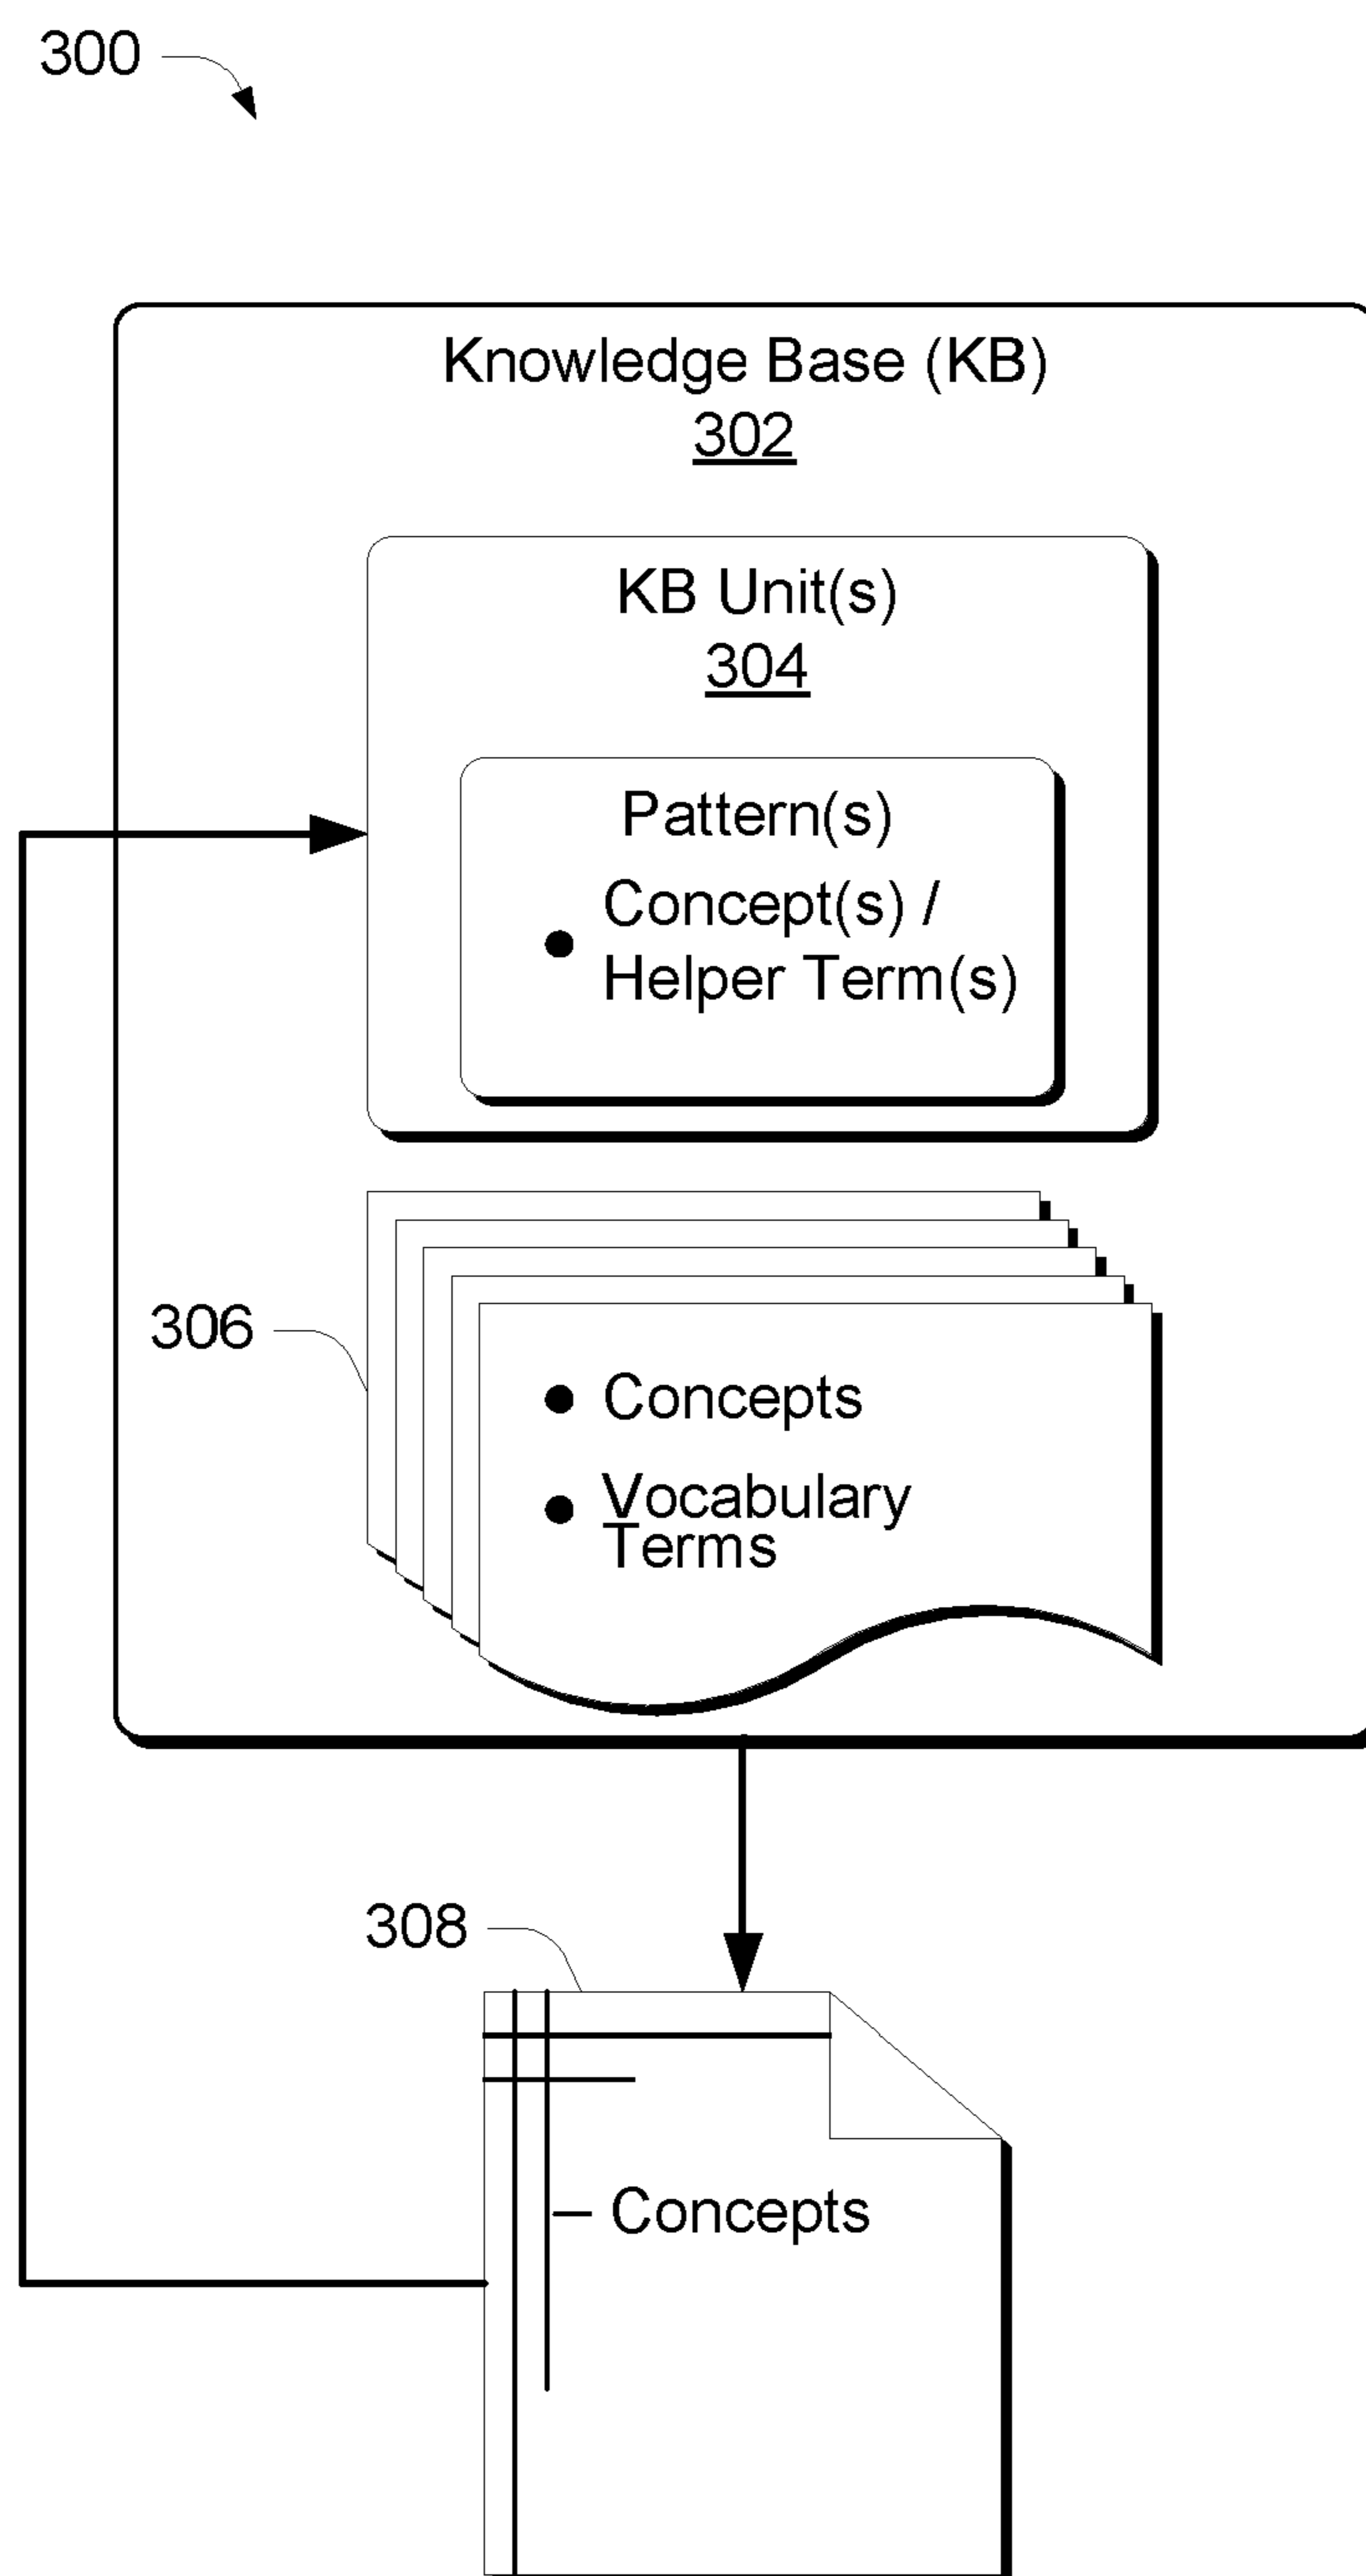 300
Knowledge Base (KB)
302
KB Unit(s)
304
Pattern(s)
● Concept(s) /
Helper Term(s)
306
● Concepts
● Vocabulary
Terms
308
– Concepts